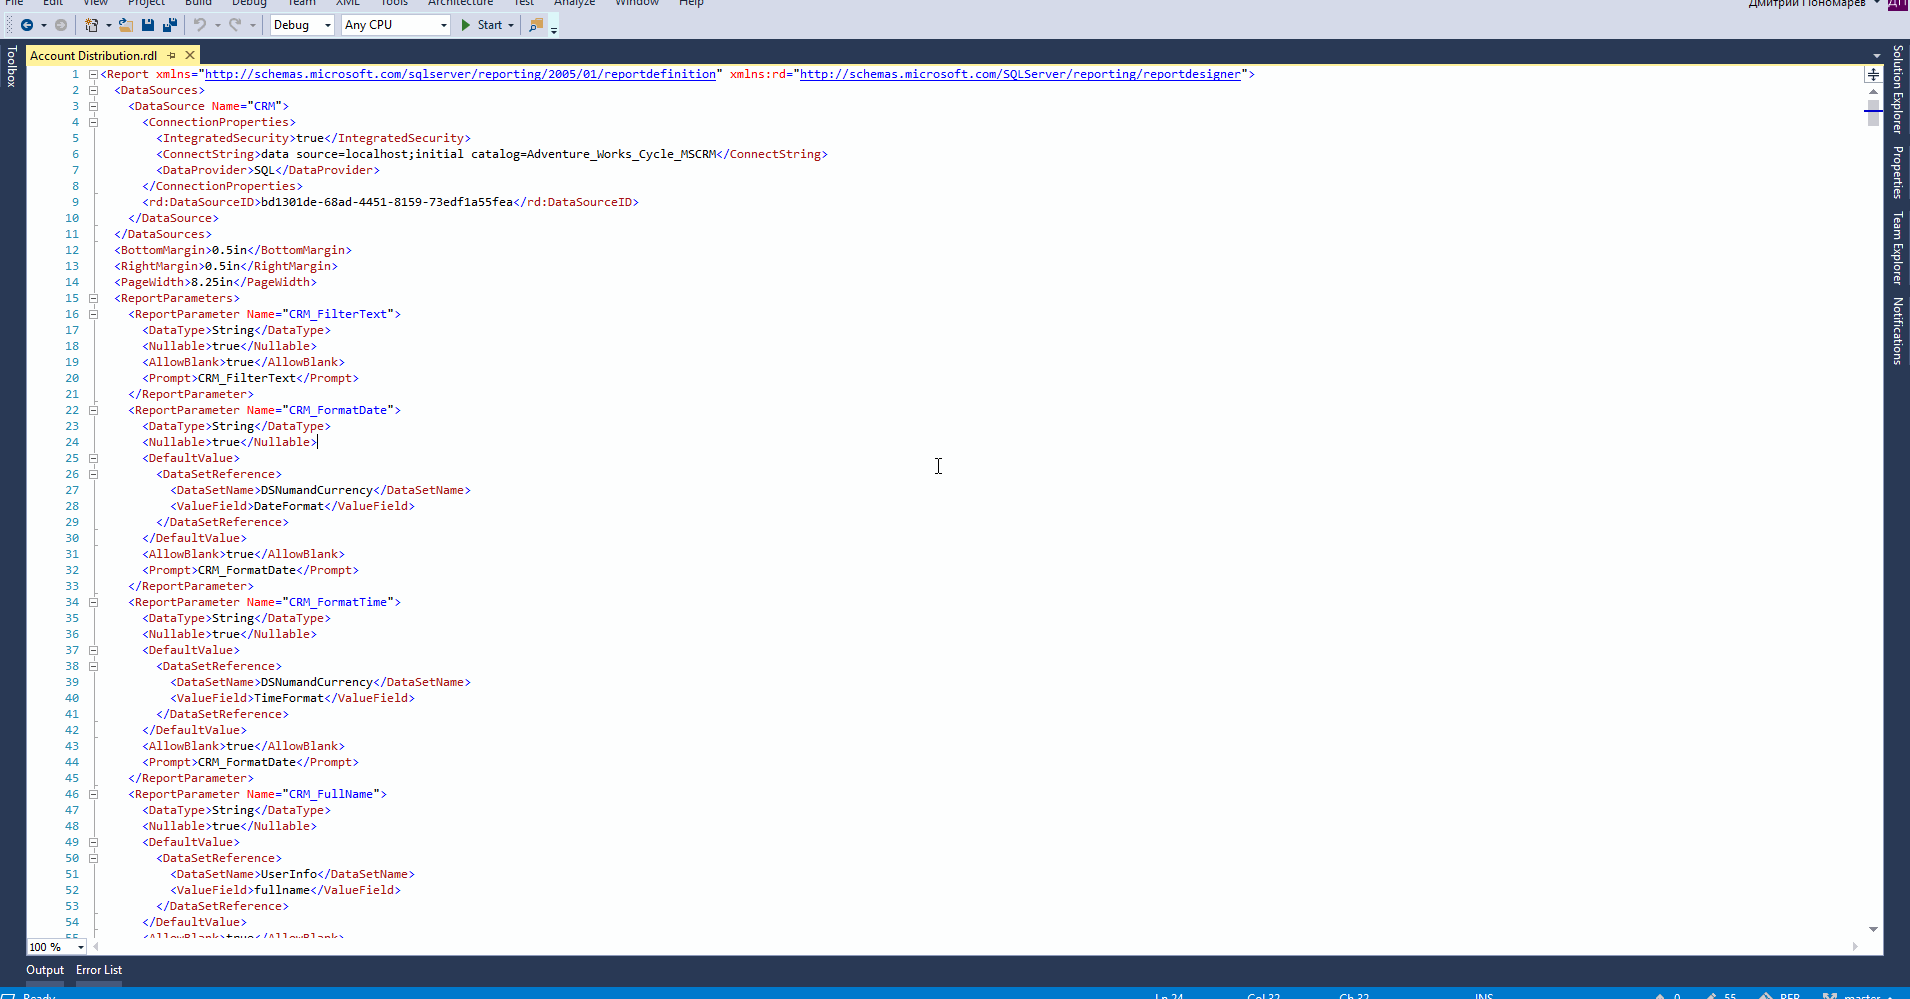 File Edit View Project Build Debug Team XML Tools Architecture Test Analyze Window Help Дмитрий Пономарев ДП
Debug Any CPU Start
Toolbox
Account Distribution.rdl
1 <Report xmlns="http://schemas.microsoft.com/sqlserver/reporting/2005/01/reportdefinition" xmlns:rd="http://schemas.microsoft.com/SQLServer/reporting/reportdesigner">
2 <DataSources>
3 <DataSource Name="CRM">
4 <ConnectionProperties>
5 <IntegratedSecurity>true</IntegratedSecurity>
6 <ConnectString>data source=localhost;initial catalog=Adventure_Works_Cycle_MSCRM</ConnectString>
7 <DataProvider>SQL</DataProvider>
8 </ConnectionProperties>
9 <rd:DataSourceID>bd1301de-68ad-4451-8159-73edf1a55fea</rd:DataSourceID>
10 </DataSource>
11 </DataSources>
12 <BottomMargin>0.5in</BottomMargin>
13 <RightMargin>0.5in</RightMargin>
14 <PageWidth>8.25in</PageWidth>
15 <ReportParameters>
16 <ReportParameter Name="CRM_FilterText">
17 <DataType>String</DataType>
18 <Nullable>true</Nullable>
19 <AllowBlank>true</AllowBlank>
20 <Prompt>CRM_FilterText</Prompt>
21 </ReportParameter>
22 <ReportParameter Name="CRM_FormatDate">
23 <DataType>String</DataType>
24 <Nullable>true</Nullable>
25 <DefaultValue>
26 <DataSetReference>
27 <DataSetName>DSNumandCurrency</DataSetName>
28 <ValueField>DateFormat</ValueField>
29 </DataSetReference>
30 </DefaultValue>
31 <AllowBlank>true</AllowBlank>
32 <Prompt>CRM_FormatDate</Prompt>
33 </ReportParameter>
34 <ReportParameter Name="CRM_FormatTime">
35 <DataType>String</DataType>
36 <Nullable>true</Nullable>
37 <DefaultValue>
38 <DataSetReference>
39 <DataSetName>DSNumandCurrency</DataSetName>
40 <ValueField>TimeFormat</ValueField>
41 </DataSetReference>
42 </DefaultValue>
43 <AllowBlank>true</AllowBlank>
44 <Prompt>CRM_FormatDate</Prompt>
45 </ReportParameter>
46 <ReportParameter Name="CRM_FullName">
47 <DataType>String</DataType>
48 <Nullable>true</Nullable>
49 <DefaultValue>
50 <DataSetReference>
51 <DataSetName>UserInfo</DataSetName>
52 <ValueField>fullname</ValueField>
53 </DataSetReference>
54 </DefaultValue>
55 <AllowBlank>true</AllowBlank>
Solution Explorer
Properties
Team Explorer
Notifications
100 %
Output Error List
Ready Ln 24 Col 32 Ch 32 INS 0 55 master